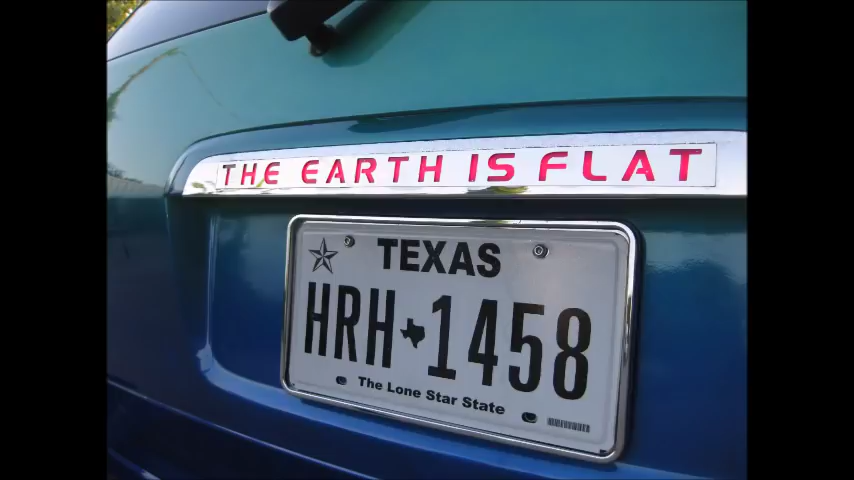 THE EARTH IS FLAT
TEXAS
HRH 1458
The Lone Star State